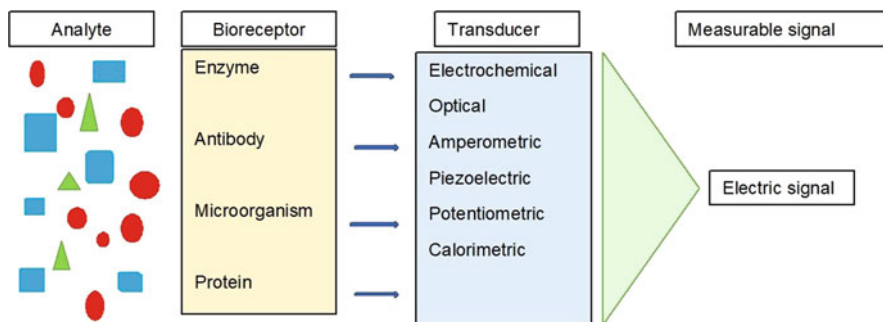 Analyte
Bioreceptor
Transducer
Measurable signal
Enzyme
Antibody
Microorganism
Protein
Electrochemical
Optical
Amperometric
Piezoelectric
Potentiometric
Calorimetric
Electric signal